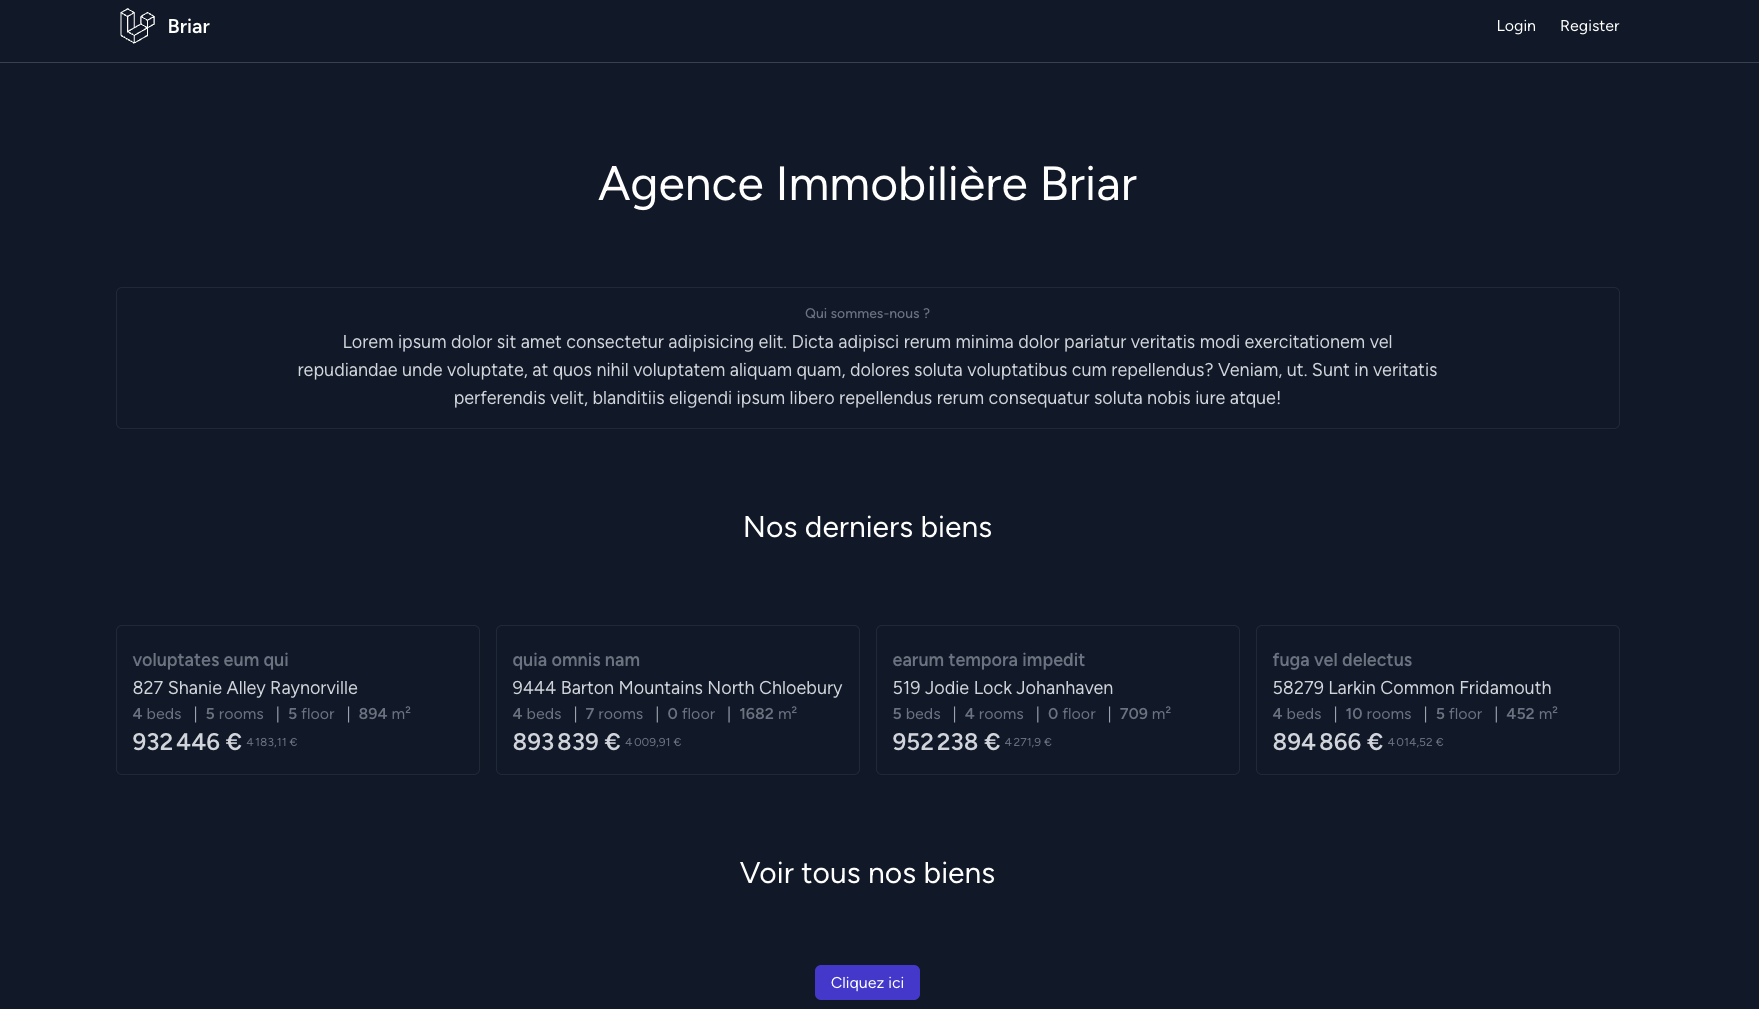 Briar
Login Register
Agence Immobilière Briar
Qui sommes-nous ?
Lorem ipsum dolor sit amet consectetur adipisicing elit. Dicta adipisci rerum minima dolor pariatur veritatis modi exercitationem vel
repudiandae unde voluptate, at quos nihil voluptatem aliquam quam, dolores soluta voluptatibus cum repellendus? Veniam, ut. Sunt in veritatis
perferendis velit, blanditiis eligendi ipsum libero repellendus rerum consequatur soluta nobis iure atque!
Nos derniers biens
voluptates eum qui
827 Shanie Alley Raynorville
4 beds | 5 rooms | 5 floor | 894 m²
932 446 € 4 183,11 €
quia omnis nam
9444 Barton Mountains North Chloebury
4 beds | 7 rooms | 0 floor | 1682 m²
893 839 € 4 009,91 €
earum tempora impedit
519 Jodie Lock Johanhaven
5 beds | 4 rooms | 0 floor | 709 m²
952 238 € 4 271,9 €
fuga vel delectus
58279 Larkin Common Fridamouth
4 beds | 10 rooms | 5 floor | 452 m²
894 866 € 4 014,52 €
Voir tous nos biens
Cliquez ici